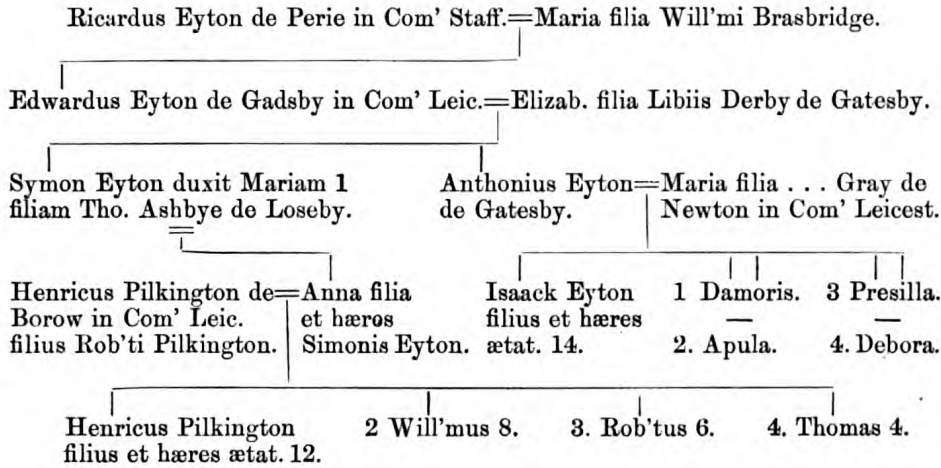 Ricardus Eyton de Perie in Com' Staff.=Maria filia Will'mi Brasbridge.
Edwardus Eyton de Gadsby in Com' Leic.=Elizab. filia Libiis Derby de Gatesby.
Symon Eyton duxit Mariam 1
filiam Tho. Ashbye de Loseby.
Anthonius Eyton=Maria filia . . . Gray de
de Gatesby. Newton in Com' Leicest.
Henricus Pilkington de=Anna filia
Borow in Com' Leic. et hæros
filius Rob'ti Pilkington. Simonis Eyton.
Isaack Eyton
filius et hæres
ætat. 14.
1 Damoris.
2. Apula.
3 Presilla.
4. Debora.
Henricus Pilkington
filius et hæres ætat. 12.
2 Will'mus 8.
3. Rob'tus 6.
4. Thomas 4.